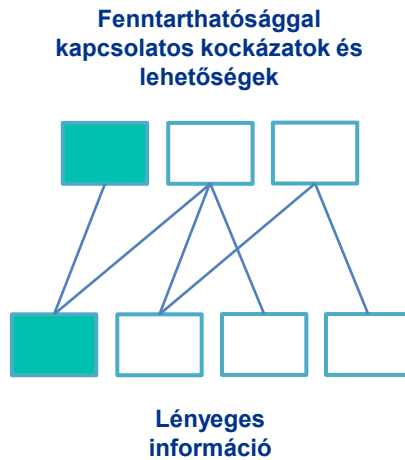 Fenntarthatósággal
kapcsolatos kockázatok és
lehetőségek
Lényeges
információ